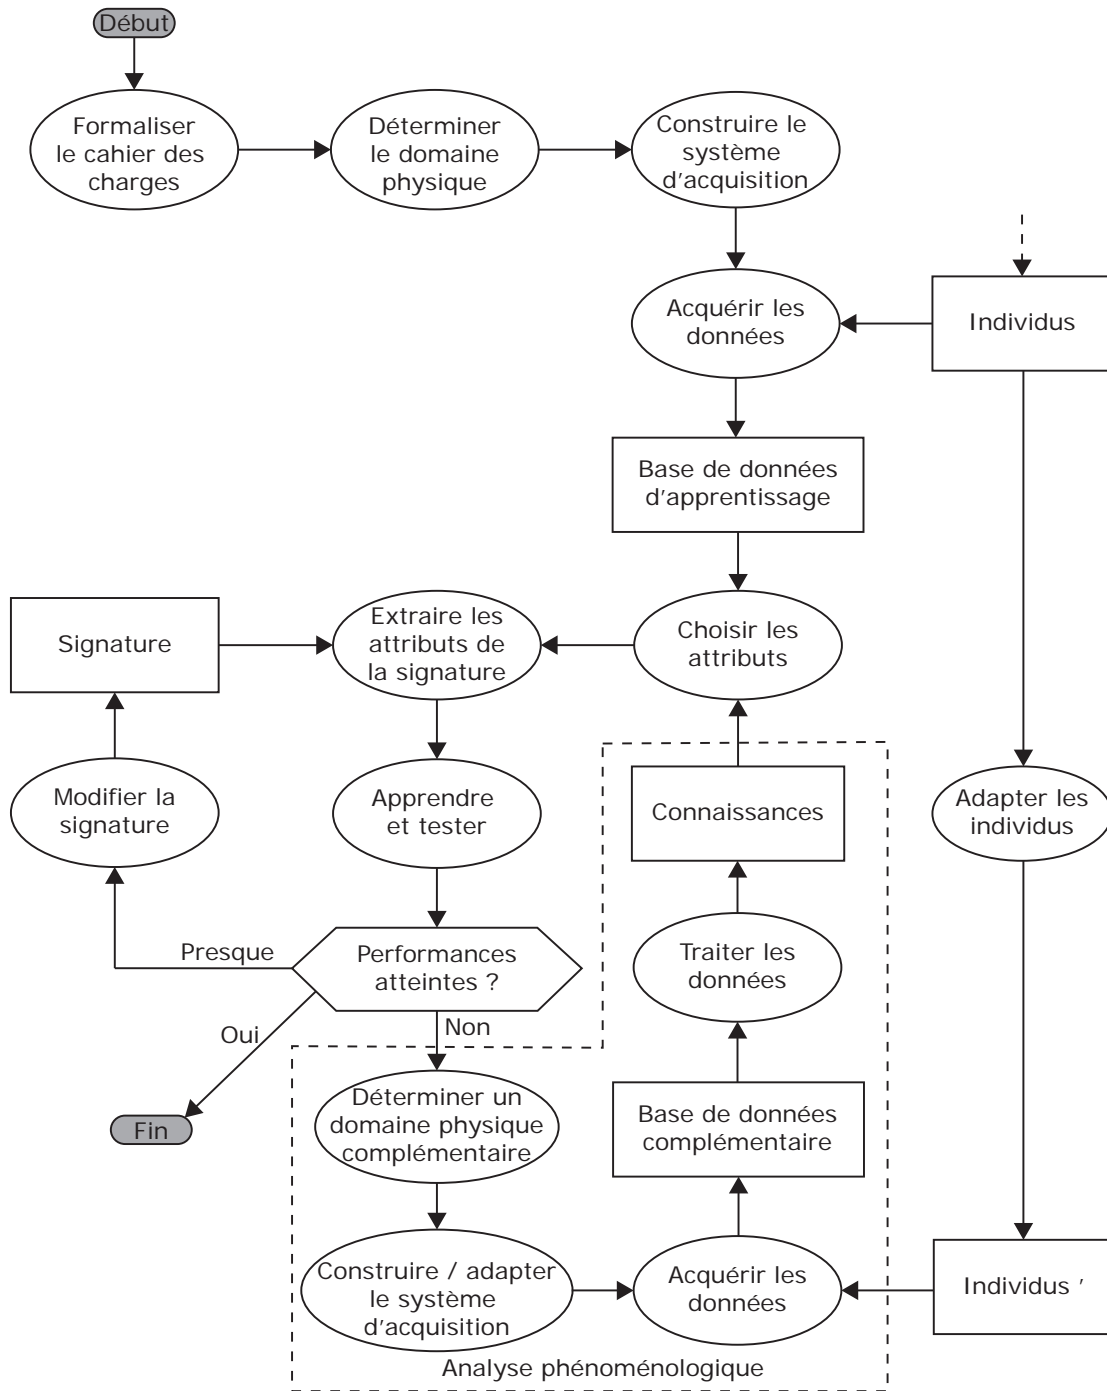 Début
Formaliser
le cahier des
charges
Déterminer
le domaine
physique
Construire le
système
d'acquisition
Acquérir les
données
Individus
Base de données
d'apprentissage
Signature
Extraire les
attributs de
la signature
Choisir les
attributs
Modifier la
signature
Apprendre
et tester
Connaissances
Adapter les
individus
Presque
Performances
atteintes ?
Traiter les
données
Oui
Non
Fin
Déterminer un
domaine physique
complémentaire
Base de données
complémentaire
Construire / adapter
le système
d'acquisition
Acquérir les
données
Individus '
Analyse phénoménologique